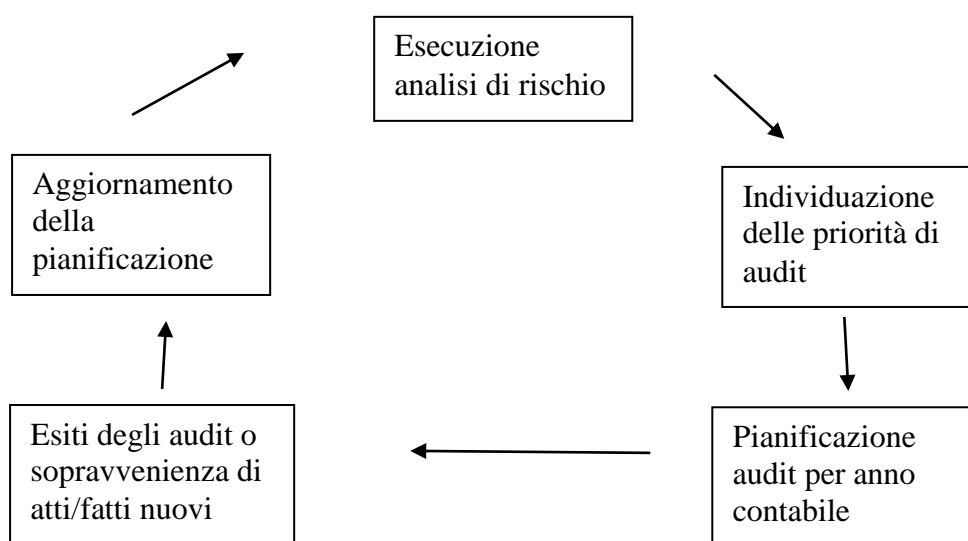 Esecuzione
analisi di rischio
Individuazione
delle priorità di
audit
Pianificazione
audit per anno
contabile
Esiti degli audit o
sopravvenienza di
atti/fatti nuovi
Aggiornamento
della
pianificazione